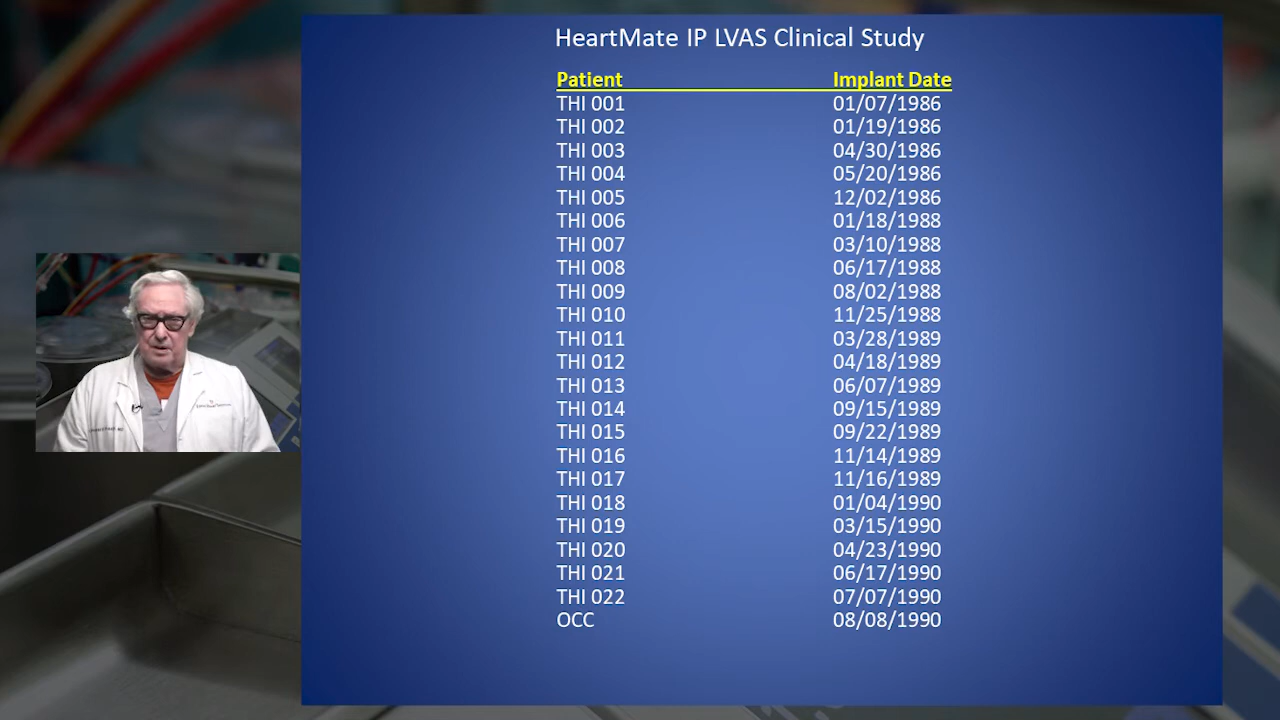 HeartMate IP LVAS Clinical Study
Patient Implant Date
THI 001 01/07/1986
THI 002 01/19/1986
THI 003 04/30/1986
THI 004 05/20/1986
THI 005 12/02/1986
THI 006 01/18/1988
THI 007 03/10/1988
THI 008 06/17/1988
THI 009 08/02/1988
THI 010 11/25/1988
THI 011 03/28/1989
THI 012 04/18/1989
THI 013 06/07/1989
THI 014 09/15/1989
THI 015 09/22/1989
THI 016 11/14/1989
THI 017 11/16/1989
THI 018 01/04/1990
THI 019 03/15/1990
THI 020 04/23/1990
THI 021 06/17/1990
THI 022 07/07/1990
OCC 08/08/1990